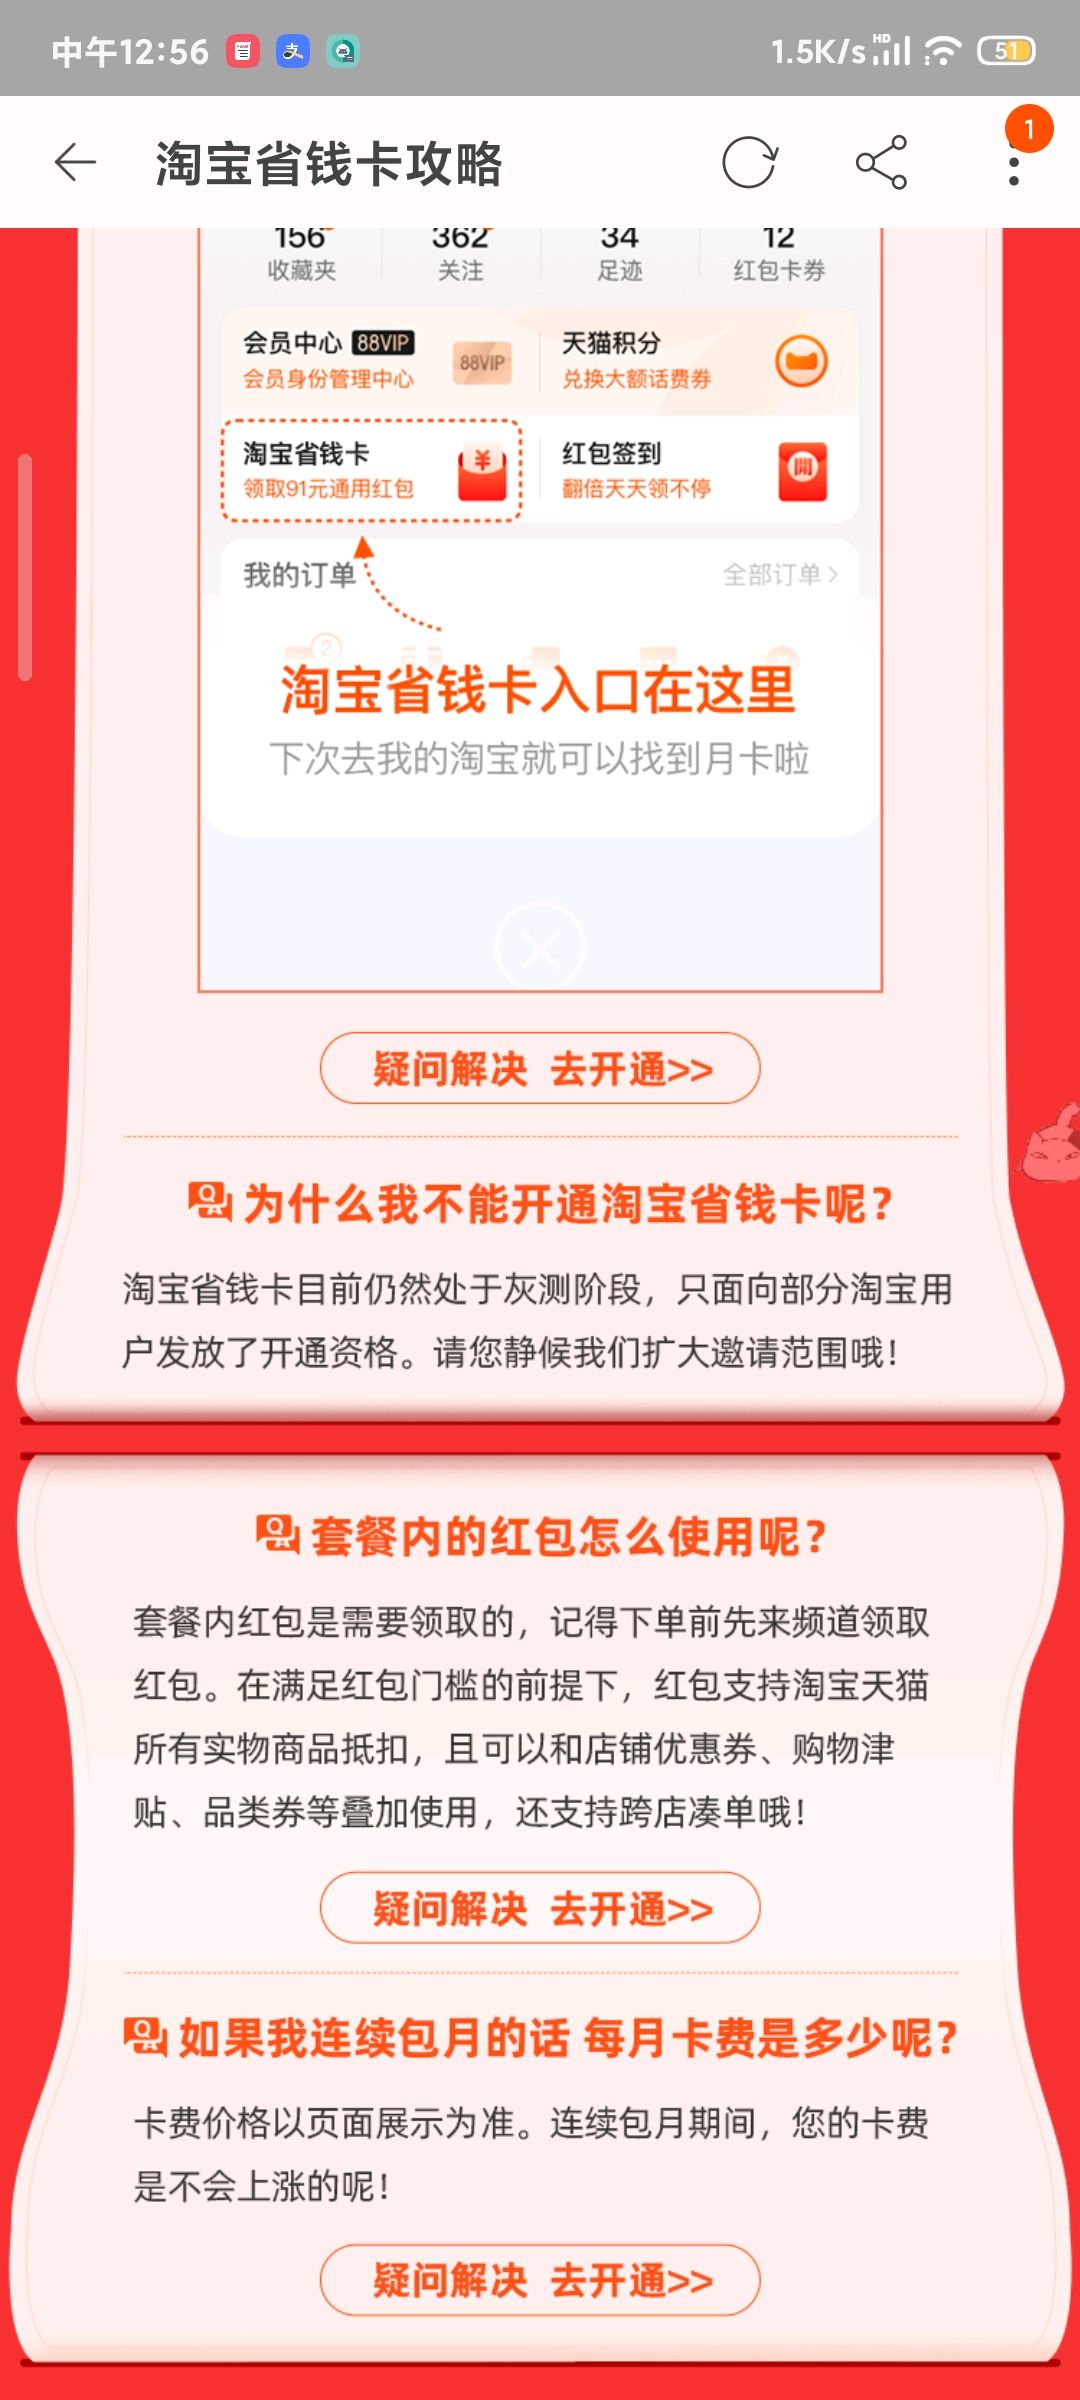 中午12:56
1.5K/s HD 51
淘宝省钱卡攻略
1
156 362 34 12
收藏夹 关注 足迹 红包卡券
会员中心 88VIP 88VIP 天猫积分
会员身份管理中心 兑换大额话费券
淘宝省钱卡 ¥ 红包签到 開
领取91元通用红包 翻倍天天领不停
我的订单 全部订单>
2
淘宝省钱卡入口在这里
下次去我的淘宝就可以找到月卡啦
疑问解决 去开通>>
QA 为什么我不能开通淘宝省钱卡呢?
淘宝省钱卡目前仍然处于灰测阶段，只面向部分淘宝用
户发放了开通资格。请您静候我们扩大邀请范围哦!
QA 套餐内的红包怎么使用呢?
套餐内红包是需要领取的，记得下单前先来频道领取
红包。在满足红包门槛的前提下，红包支持淘宝天猫
所有实物商品抵扣，且可以和店铺优惠券、购物津
贴、品类券等叠加使用，还支持跨店凑单哦!
疑问解决 去开通>>
QA 如果我连续包月的话 每月卡费是多少呢?
卡费价格以页面展示为准。连续包月期间，您的卡费
是不会上涨的呢!
疑问解决 去开通>>